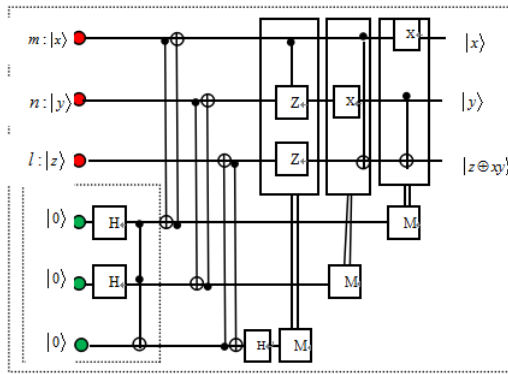 m:|x⟩ X |x⟩
n:|y⟩ Z X |y⟩
l:|z⟩ Z |z⊕xy⟩
|0⟩ H M
|0⟩ H M
|0⟩ H M